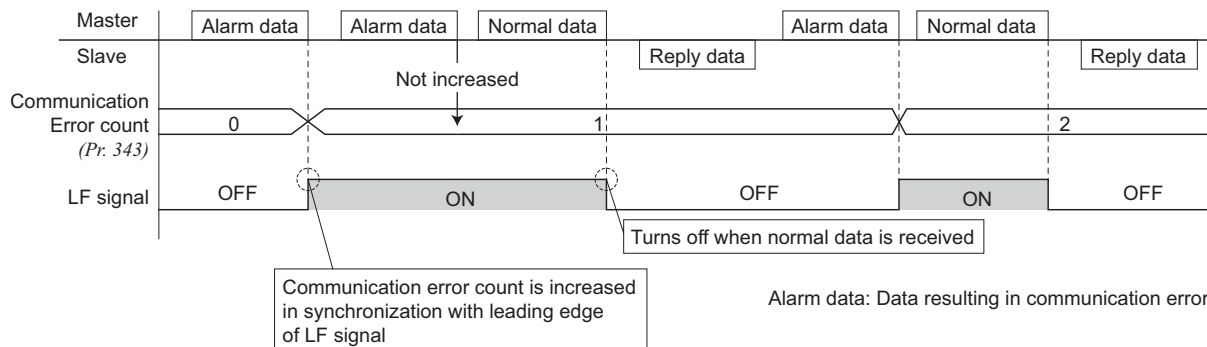 Master
Alarm data
Alarm data
Normal data
Alarm data
Normal data
Slave
Reply data
Reply data
Not increased
Communication
Error count
(Pr. 343)
0
1
2
LF signal
OFF
ON
OFF
ON
OFF
Turns off when normal data is received
Communication error count is increased
in synchronization with leading edge
of LF signal
Alarm data: Data resulting in communication error